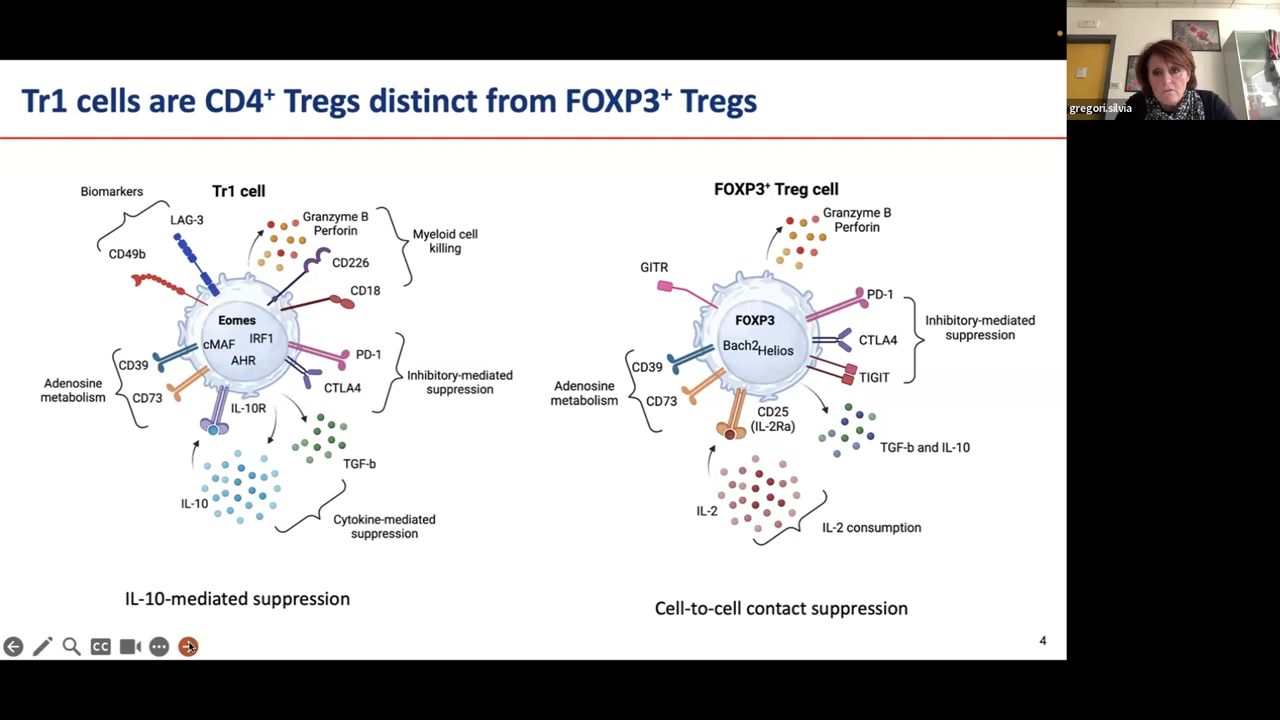 Tr1 cells are CD4+ Tregs distinct from FOXP3+ Tregs
gregori.silvia
Biomarkers
Tr1 cell
LAG-3
CD49b
Granzyme B
Perforin
CD226
CD18
Myeloid cell
killing
Eomes
cMAF
IRF1
AHR
CD39
CD73
Adenosine
metabolism
PD-1
CTLA4
Inhibitory-mediated
suppression
IL-10R
TGF-b
IL-10
Cytokine-mediated
suppression
IL-10-mediated suppression
FOXP3+ Treg cell
Granzyme B
Perforin
GITR
PD-1
CTLA4
TIGIT
Inhibitory-mediated
suppression
FOXP3
Bach2
Helios
CD39
CD73
Adenosine
metabolism
CD25
(IL-2Ra)
TGF-b and IL-10
IL-2
IL-2 consumption
Cell-to-cell contact suppression
CC
4